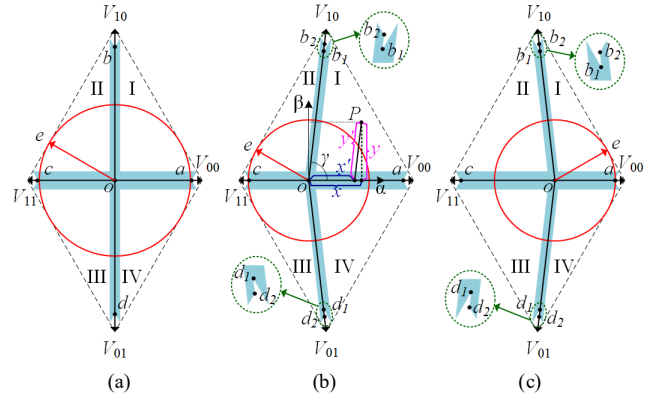 V10
b
II
I
e
c
a
V00
V11
o
III
IV
d
V01
(a)
V10
b2
b1
b2
b1
II
I
β
P
e
γ
y'
y
x'
c
a
V00
V11
o
x
α
III
IV
d1
d2
d1
d2
V01
(b)
V10
b2
b1
b2
b1
II
I
e
c
a
V00
V11
o
III
IV
d1
d2
d1
d2
V01
(c)